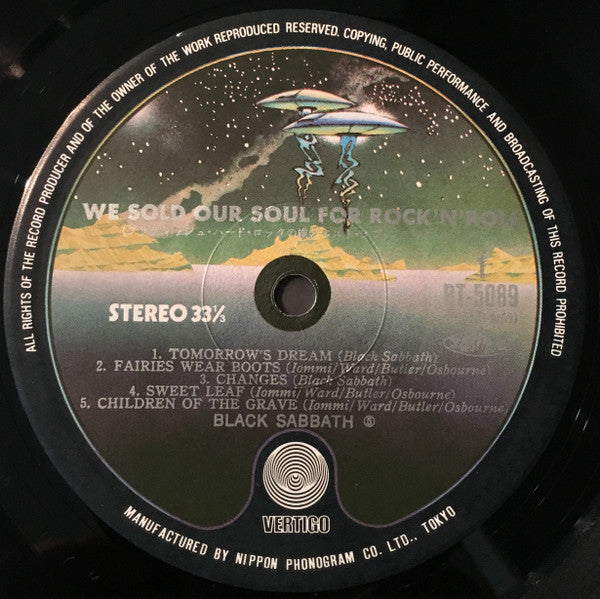 ALL RIGHTS OF THE RECORD PRODUCER AND OF THE OWNER OF THE WORK REPRODUCED RESERVED. COPYING, PUBLIC PERFORMANCE AND BROADCASTING OF THIS RECORD PROHIBITED
WE SOLD OUR SOUL FOR ROCK'N'ROLL
1
RT 5089
STEREO 33⅓
1. TOMORROW'S DREAM (Black Sabbath)
2. FAIRIES WEAR BOOTS (Iommi/Ward/Butler/Osbourne)
3. CHANGES (Black Sabbath)
4. SWEET LEAF (Iommi/Ward/Butler/Osbourne)
5. CHILDREN OF THE GRAVE (Iommi/Ward/Butler/Osbourne)
BLACK SABBATH Ⓢ
VERTIGO
MANUFACTURED BY NIPPON PHONOGRAM CO. LTD., TOKYO